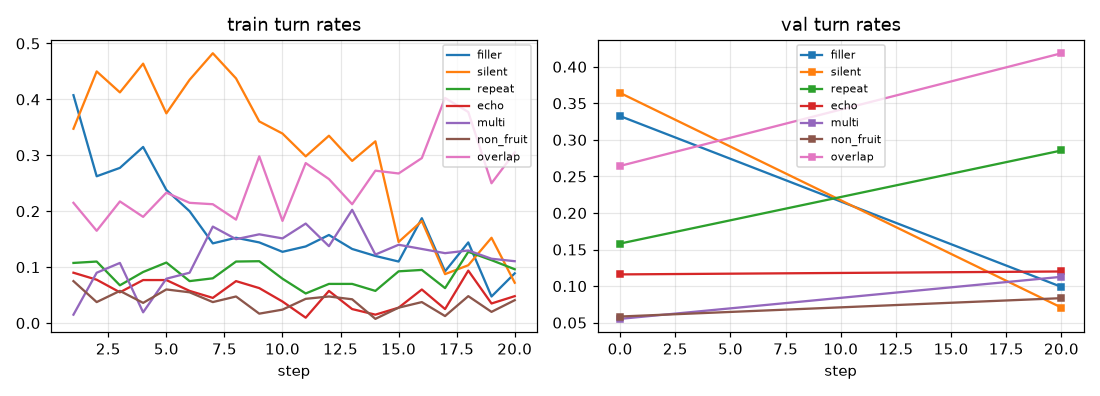 train turn rates
0.5
0.4
0.3
0.2
0.1
0.0
2.5 5.0 7.5 10.0 12.5 15.0 17.5 20.0
step
filler
silent
repeat
echo
multi
non_fruit
overlap
val turn rates
0.40
0.35
0.30
0.25
0.20
0.15
0.10
0.05
0.0 2.5 5.0 7.5 10.0 12.5 15.0 17.5 20.0
step
filler
silent
repeat
echo
multi
non_fruit
overlap